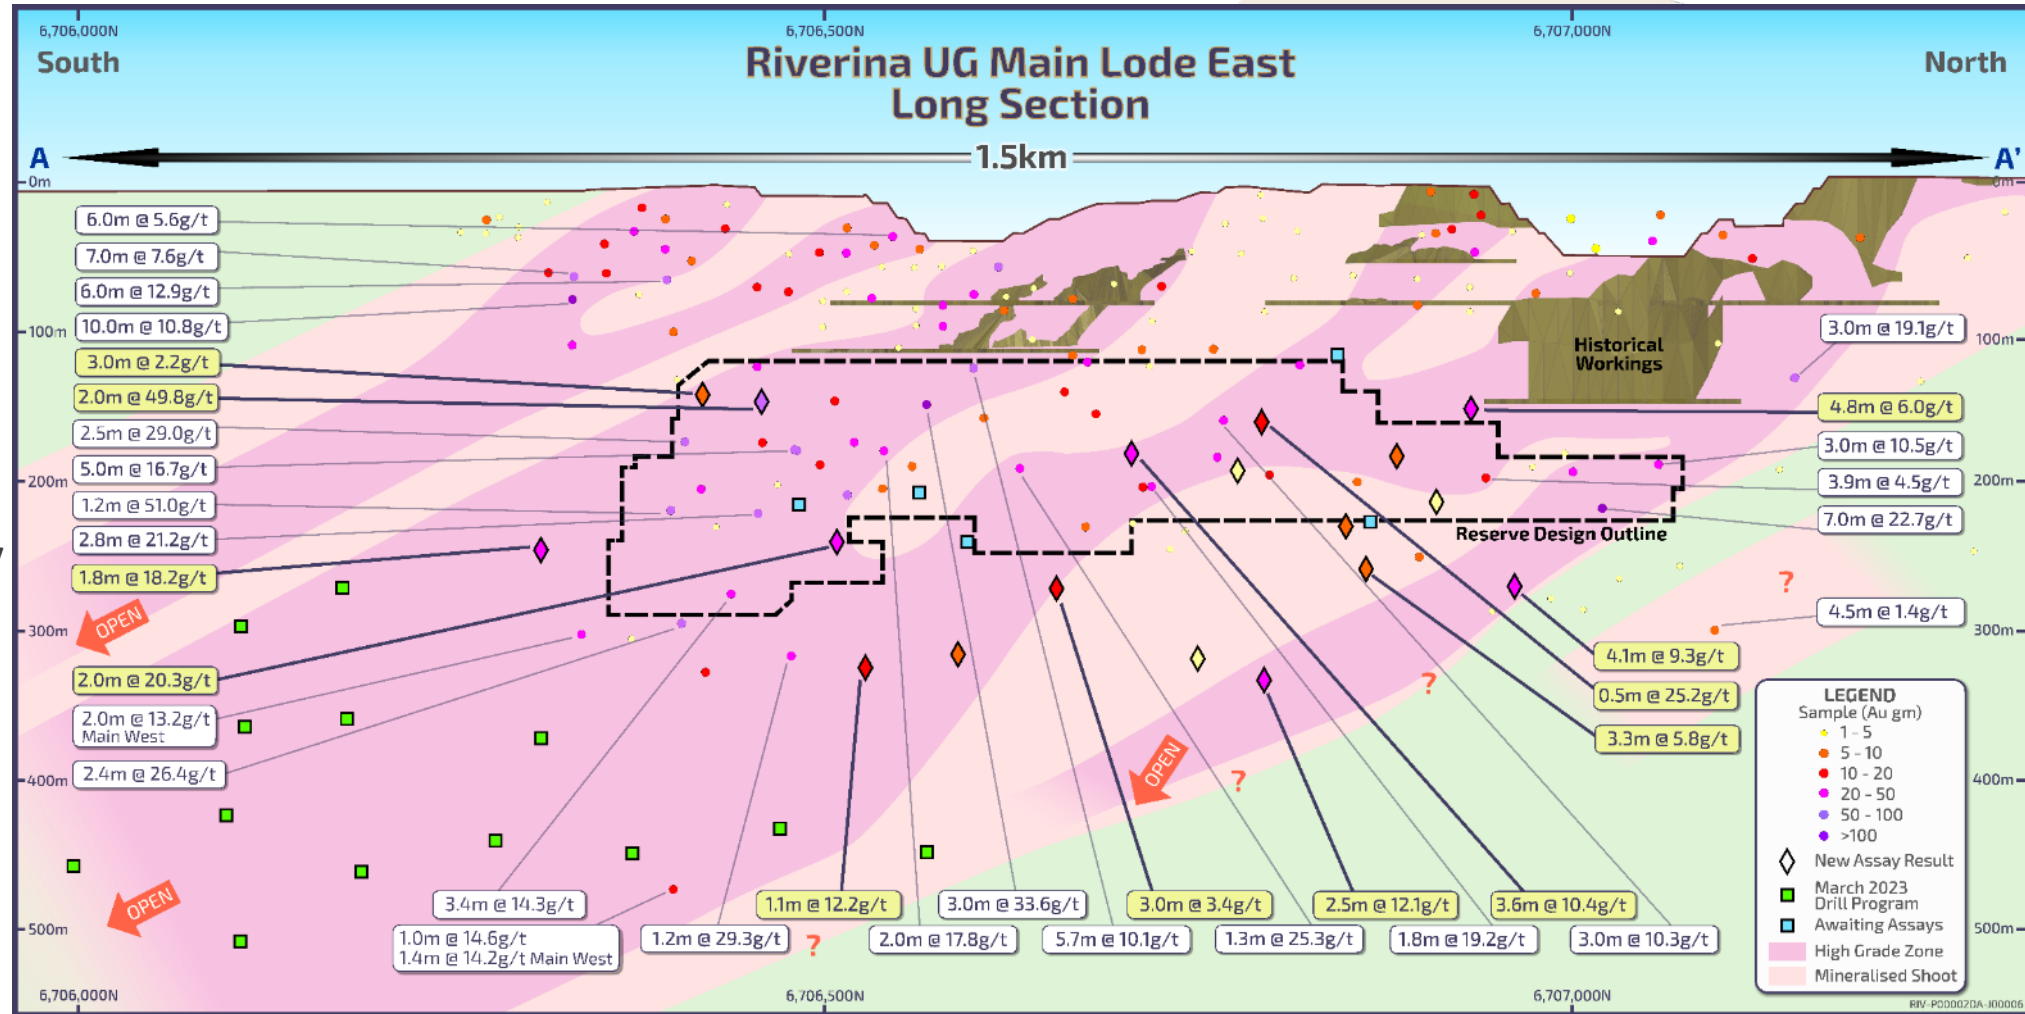 6,706,000N
6,706,500N
6,707,000N
South
Riverina UG Main Lode East
Long Section
North
A
1.5km
A'
0m
0m
6.0m @ 5.6g/t
7.0m @ 7.6g/t
6.0m @ 12.9g/t
10.0m @ 10.8g/t
100m
3.0m @ 2.2g/t
2.0m @ 49.8g/t
2.5m @ 29.0g/t
5.0m @ 16.7g/t
200m
1.2m @ 51.0g/t
2.8m @ 21.2g/t
1.8m @ 18.2g/t
OPEN
300m
2.0m @ 20.3g/t
2.0m @ 13.2g/t
Main West
2.4m @ 26.4g/t
400m
OPEN
500m
Historical
Workings
3.0m @ 19.1g/t
100m
4.8m @ 6.0g/t
3.0m @ 10.5g/t
3.9m @ 4.5g/t
200m
7.0m @ 22.7g/t
Reserve Design Outline
?
4.5m @ 1.4g/t
300m
4.1m @ 9.3g/t
?
0.5m @ 25.2g/t
3.3m @ 5.8g/t
OPEN
?
400m
3.4m @ 14.3g/t
1.1m @ 12.2g/t
3.0m @ 33.6g/t
3.0m @ 3.4g/t
2.5m @ 12.1g/t
3.6m @ 10.4g/t
1.0m @ 14.6g/t
1.4m @ 14.2g/t Main West
1.2m @ 29.3g/t
?
2.0m @ 17.8g/t
5.7m @ 10.1g/t
1.3m @ 25.3g/t
1.8m @ 19.2g/t
3.0m @ 10.3g/t
500m
LEGEND
Sample (Au gm)
1 - 5
5 - 10
10 - 20
20 - 50
50 - 100
>100
New Assay Result
March 2023
Drill Program
Awaiting Assays
High Grade Zone
Mineralised Shoot
6,706,000N
6,706,500N
6,707,000N
RIV-P00002DA-J00006